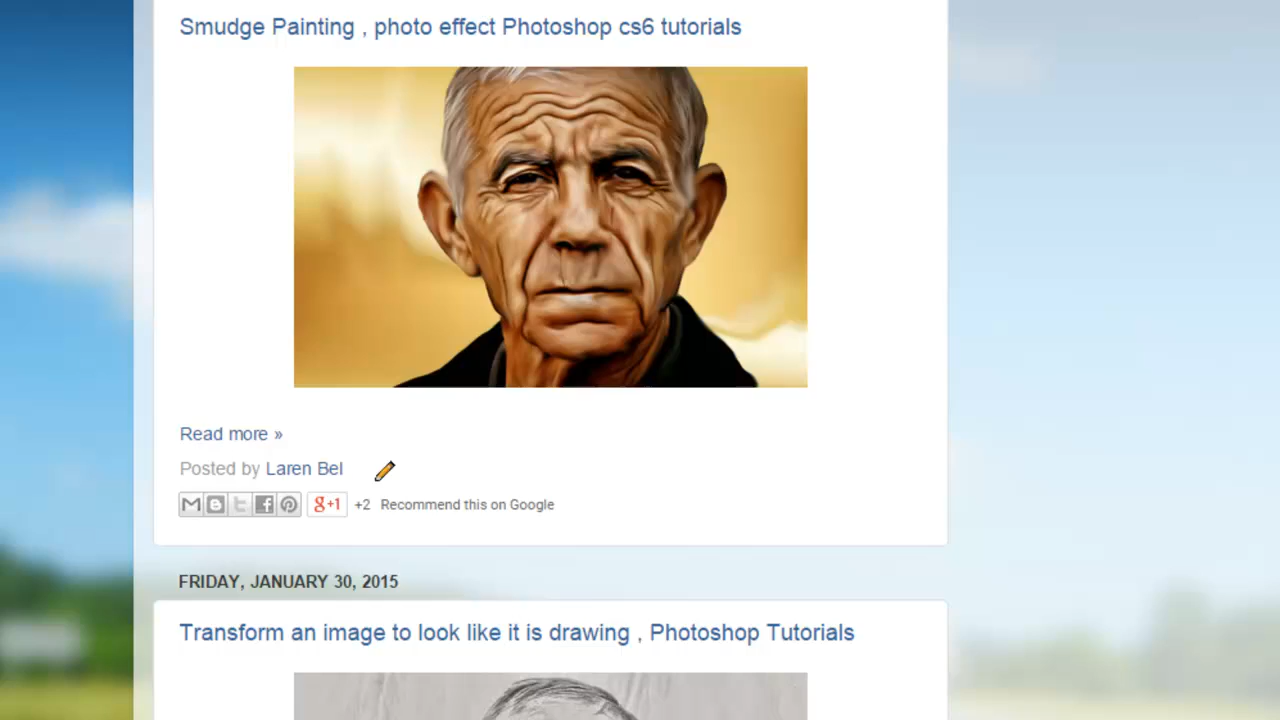 Smudge Painting , photo effect Photoshop cs6 tutorials
Read more »
Posted by Laren Bel
g+1 +2 Recommend this on Google
FRIDAY, JANUARY 30, 2015
Transform an image to look like it is drawing , Photoshop Tutorials